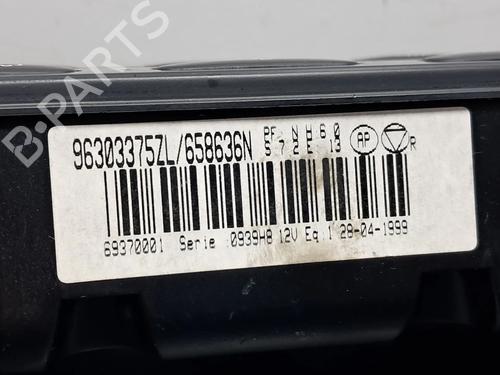 96303375ZL/658636N
PF N H 6 0
S 7 2 E 13
AP
R
69370001 Serie :0939H8 12V Eq.1 28-04-1999
B-Parts